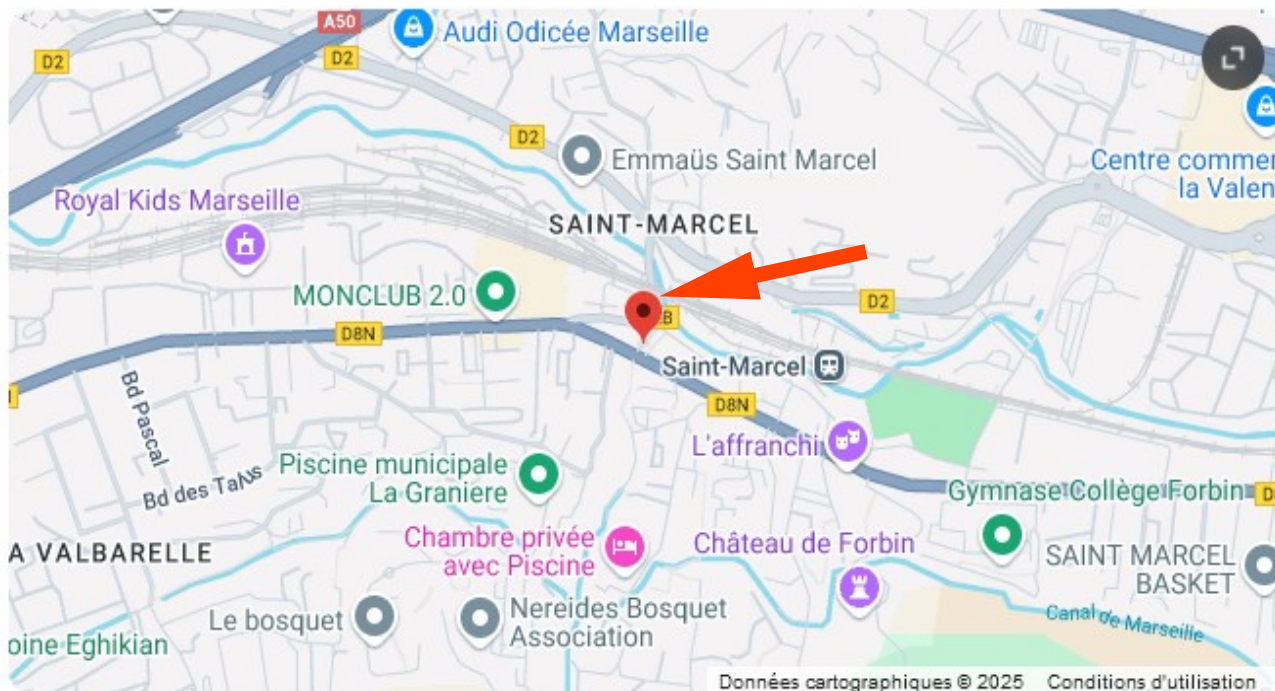 A50
Audi Odicée Marseille
D2
D2
D2
Emmaüs Saint Marcel
Centre commer
la Valen
Royal Kids Marseille
SAINT-MARCEL
MONCLUB 2.0
D2
D8N
Saint-Marcel
D8N
Bd Pascal
L'affranchi
Piscine municipale
La Graniere
Bd des Ta
Gymnase Collège Forbin
Chambre privée
avec Piscine
Château de Forbin
A VALBARELLE
SAINT MARCEL
BASKET
Le bosquet
Nereides Bosquet
Association
Canal de Marseille
oine Eghikian
Données cartographiques © 2025
Conditions d'utilisation